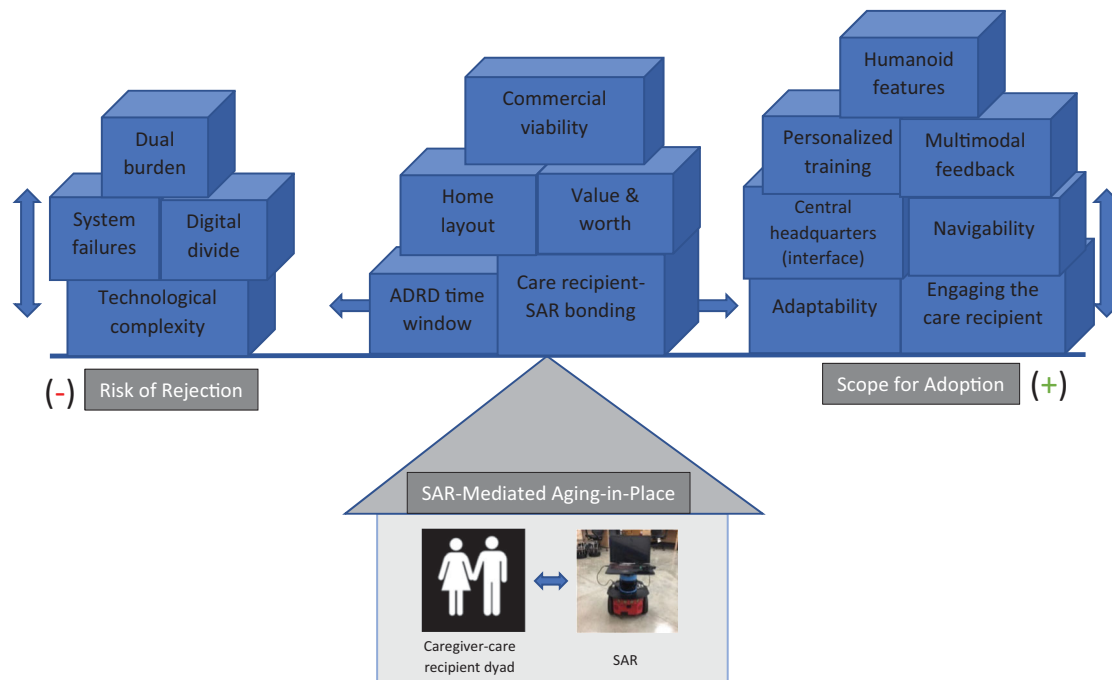 Dual
burden
System
failures
Digital
divide
Technological
complexity
Commercial
viability
Home
layout
Value &
worth
ADRD time
window
Care recipient-
SAR bonding
Humanoid
features
Personalized
training
Multimodal
feedback
Central
headquarters
(interface)
Navigability
Adaptability
Engaging the
care recipient
(-) Risk of Rejection
Scope for Adoption (+)
SAR-Mediated Aging-in-Place
Caregiver-care
recipient dyad
SAR